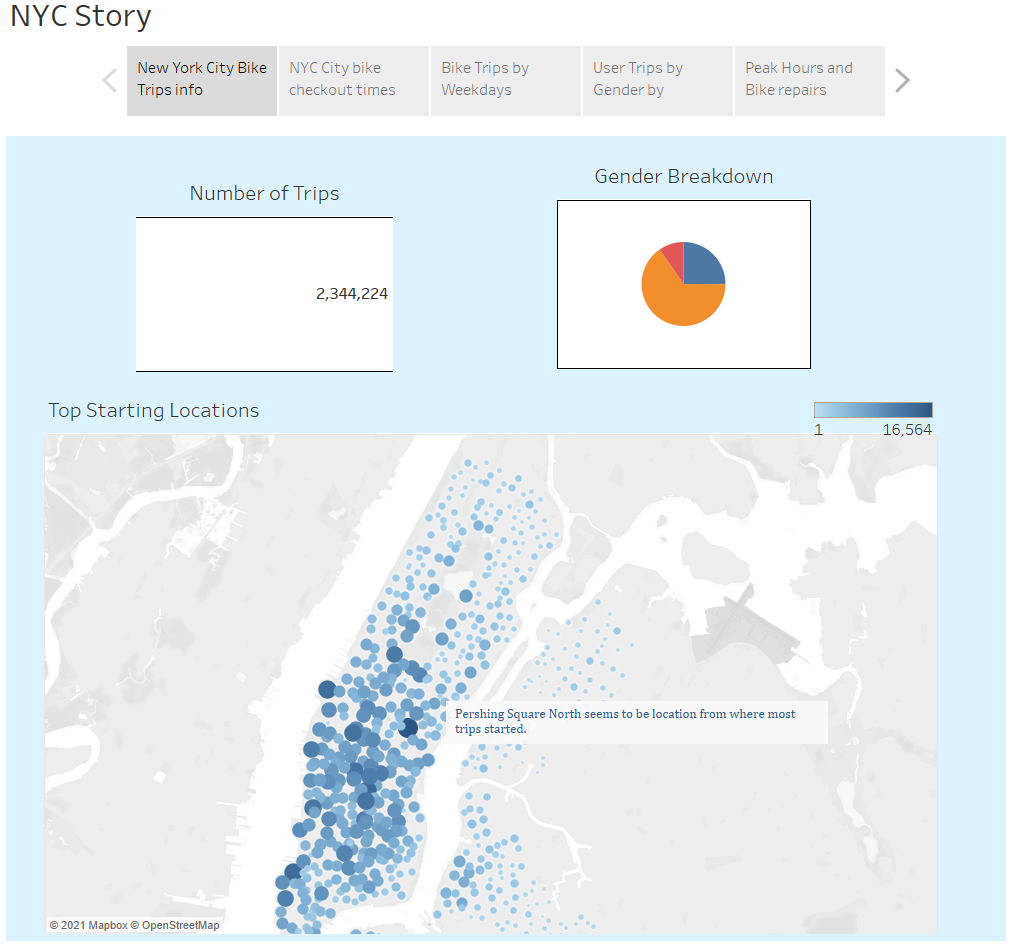 NYC Story
New York City Bike
Trips info
NYC City bike
checkout times
Bike Trips by
Weekdays
User Trips by
Gender by
Peak Hours and
Bike repairs
Number of Trips
2,344,224
Gender Breakdown
Top Starting Locations
1
16,564
Pershing Square North seems to be location from where most
trips started.
© 2021 Mapbox © OpenStreetMap